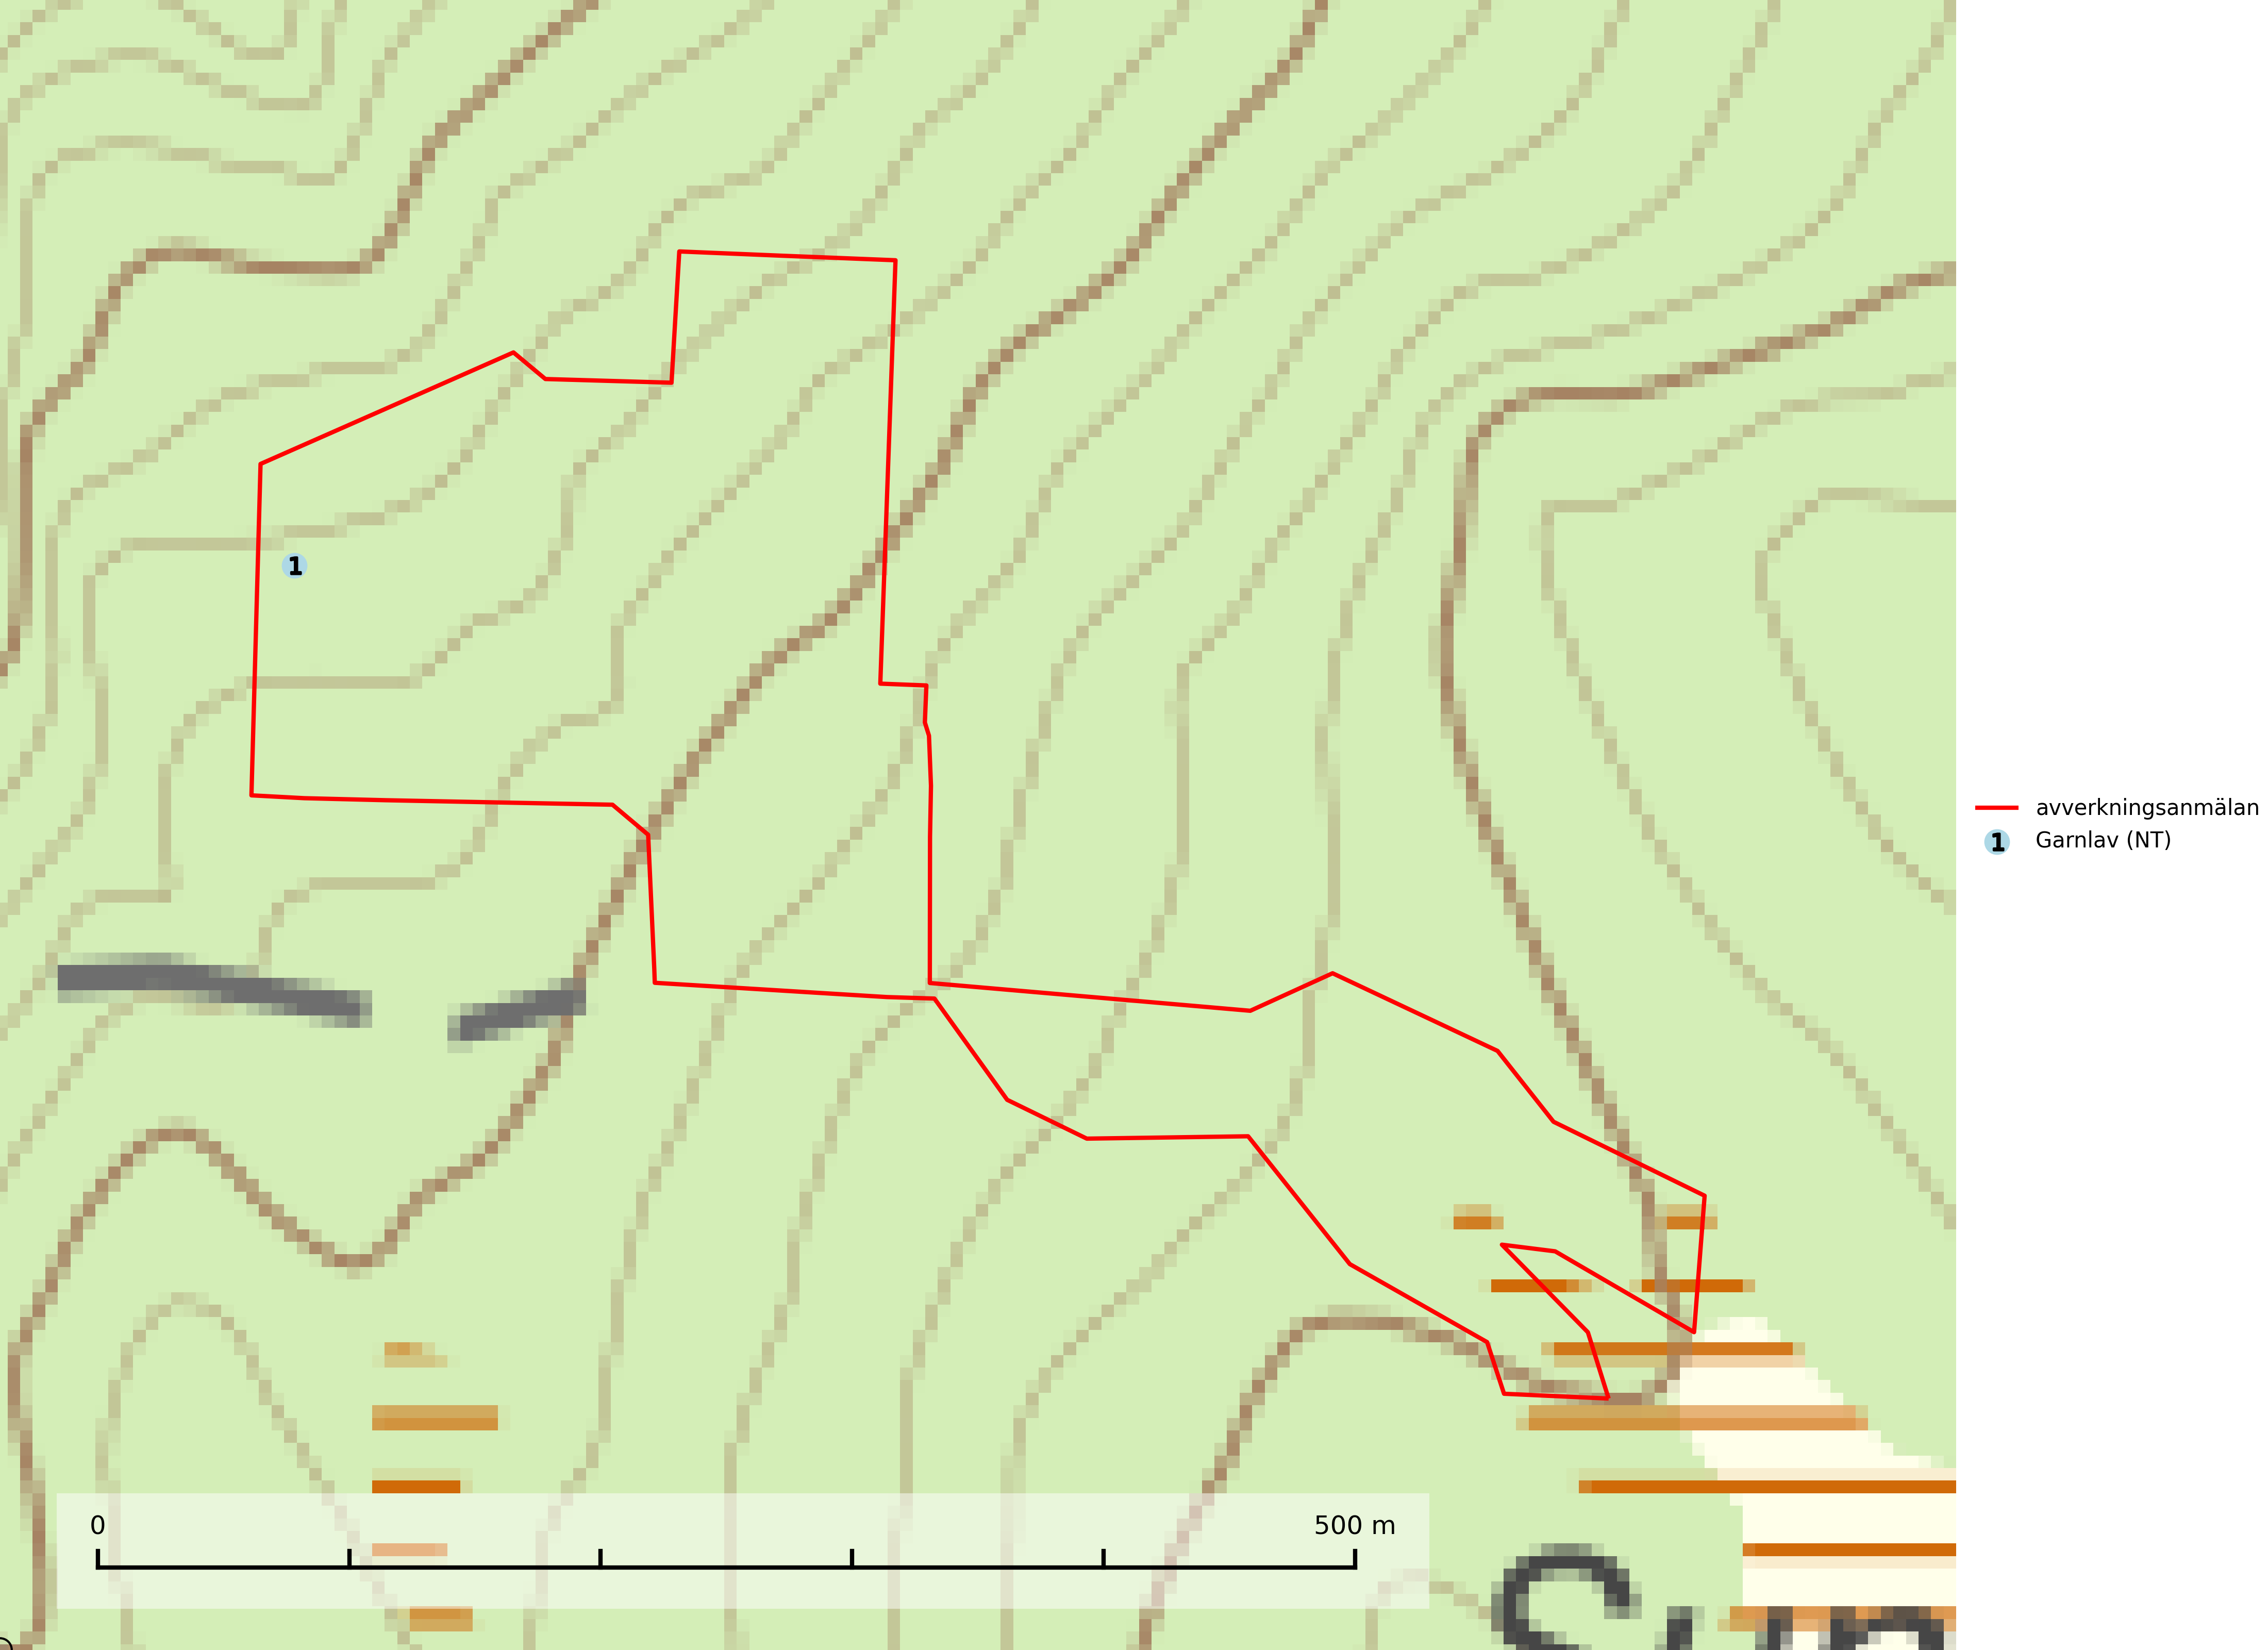 1
avverkningsanmälan
1 Garnlav (NT)
0 500 m